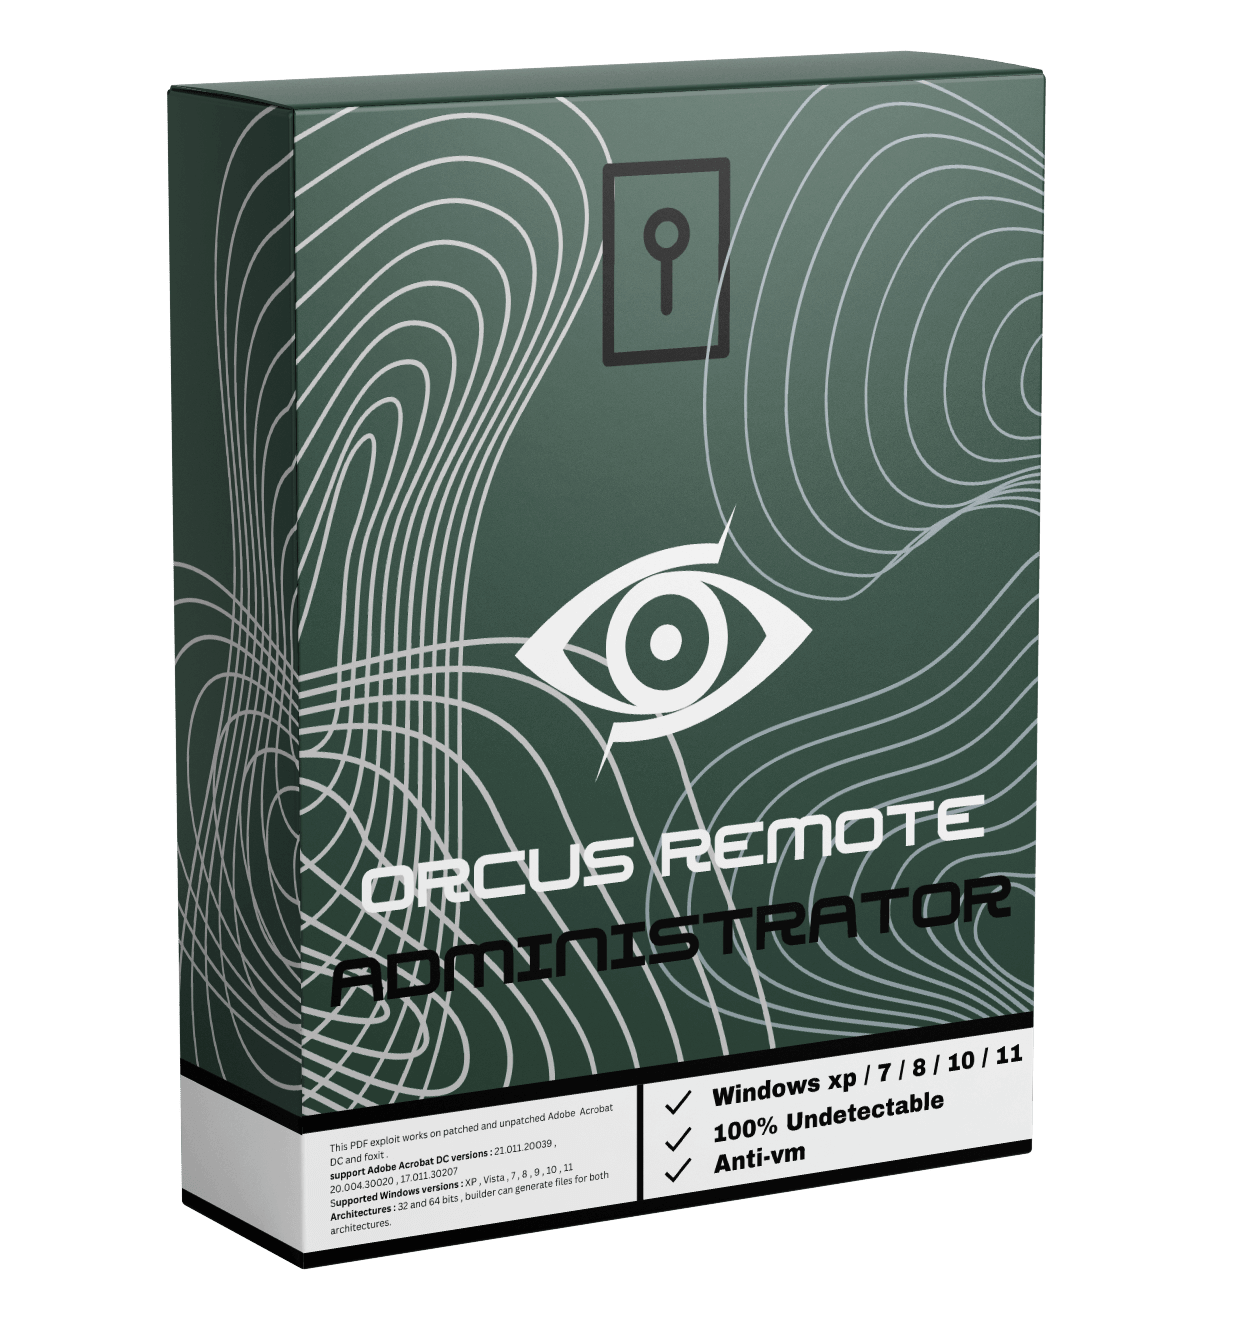 ORCUS REMOTE
ADMINISTRATOR
This PDF exploit works on patched and unpatched Adobe Acrobat
DC and foxit .
support Adobe Acrobat DC versions : 21.011.20039 ,
20.004.30020 , 17.011.30207
Supported Windows versions : XP , Vista , 7 , 8 , 9 , 10 , 11
Architectures : 32 and 64 bits , builder can generate files for both
architectures.
✓ Windows xp / 7 / 8 / 10 / 11
✓ 100% Undetectable
✓ Anti-vm